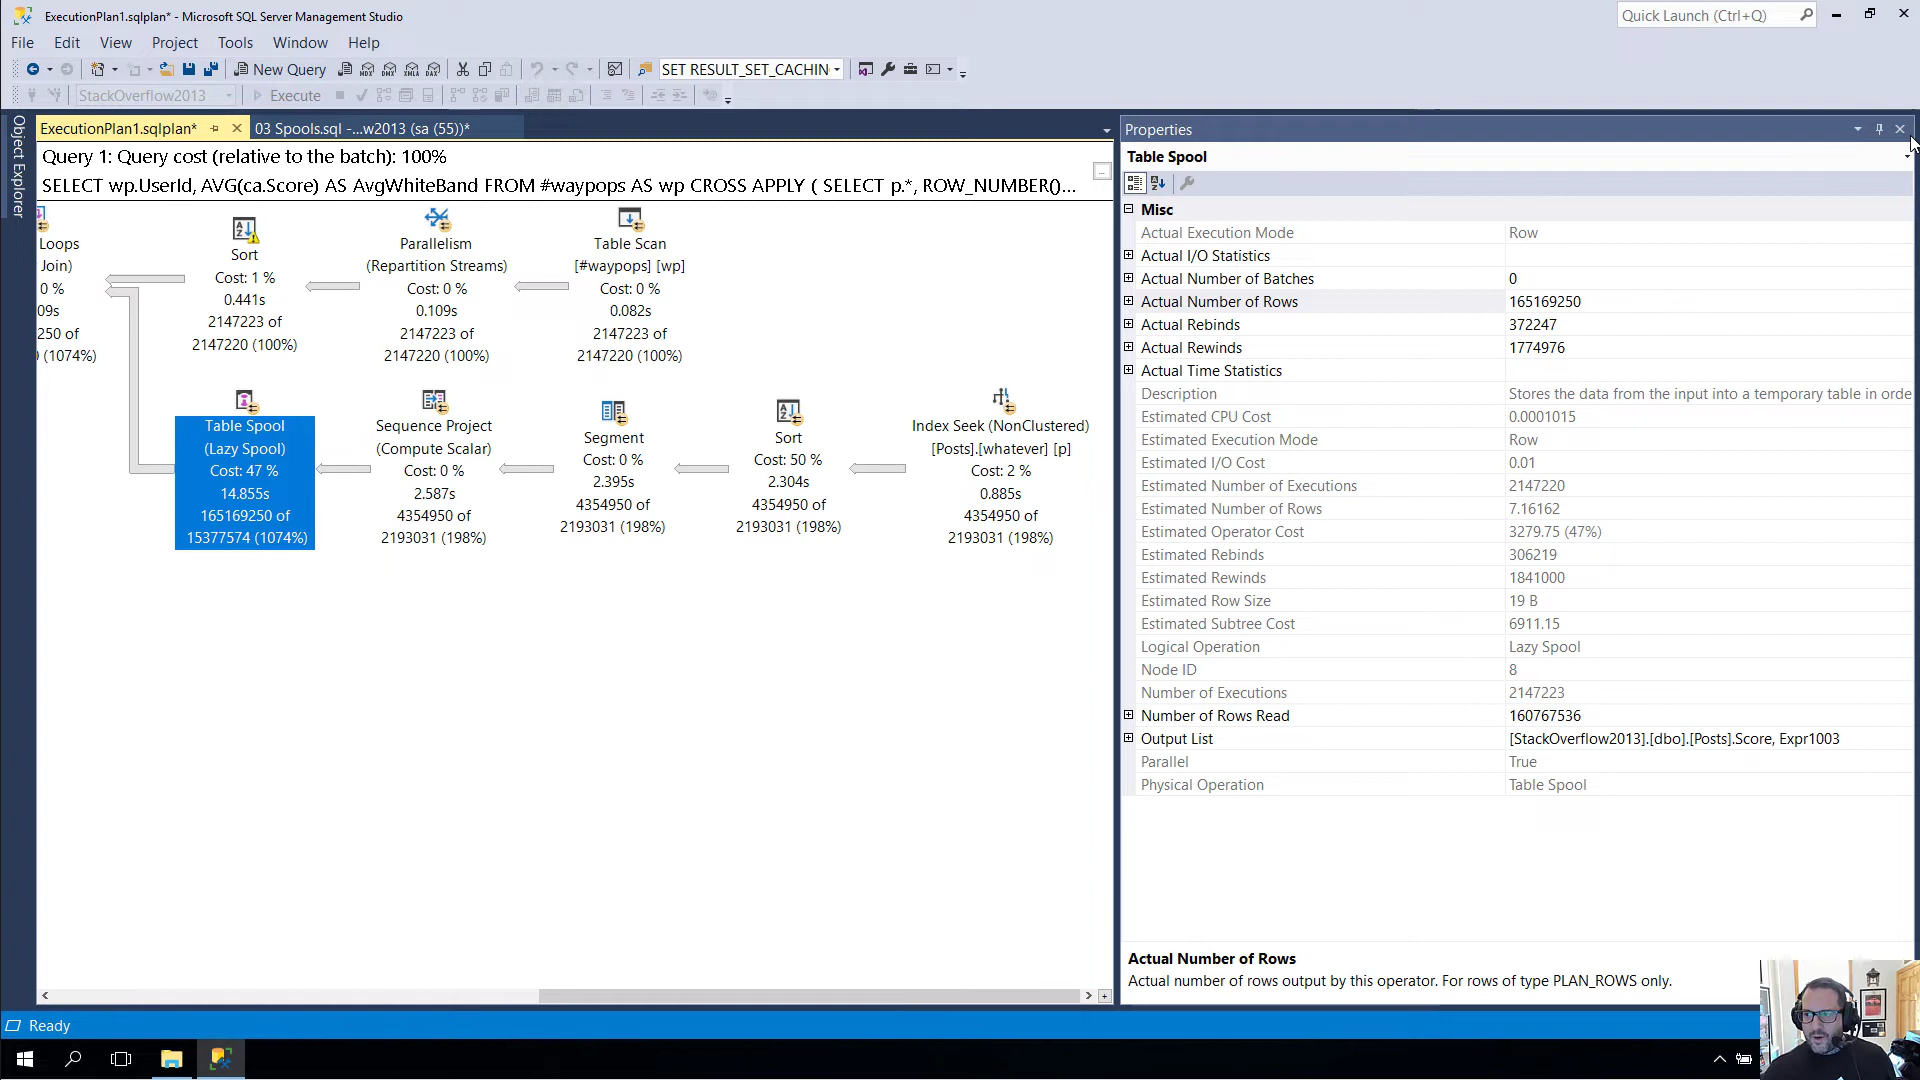 ExecutionPlan1.sqlplan* - Microsoft SQL Server Management Studio
Quick Launch (Ctrl+Q)
File Edit View Project Tools Window Help
New Query
MDX DMX XMLA DAX
SET RESULT_SET_CACHIN
StackOverflow2013
Execute
Object Explorer
ExecutionPlan1.sqlplan*
03 Spools.sql -...w2013 (sa (55))*
Query 1: Query cost (relative to the batch): 100%
SELECT wp.UserId, AVG(ca.Score) AS AvgWhiteBand FROM #waypops AS wp CROSS APPLY ( SELECT p.*, ROW_NUMBER()...
...
Loops
Join)
0 %
09s
250 of
) (1074%)
Sort
Cost: 1 %
0.441s
2147223 of
2147220 (100%)
Parallelism
(Repartition Streams)
Cost: 0 %
0.109s
2147223 of
2147220 (100%)
Table Scan
[#waypops] [wp]
Cost: 0 %
0.082s
2147223 of
2147220 (100%)
Table Spool
(Lazy Spool)
Cost: 47 %
14.855s
165169250 of
15377574 (1074%)
Sequence Project
(Compute Scalar)
Cost: 0 %
2.587s
4354950 of
2193031 (198%)
Segment
Cost: 0 %
2.395s
4354950 of
2193031 (198%)
Sort
Cost: 50 %
2.304s
4354950 of
2193031 (198%)
Index Seek (NonClustered)
[Posts].[whatever] [p]
Cost: 2 %
0.885s
4354950 of
2193031 (198%)
Properties
Table Spool
Misc
Actual Execution Mode Row
Actual I/O Statistics
Actual Number of Batches 0
Actual Number of Rows 165169250
Actual Rebinds 372247
Actual Rewinds 1774976
Actual Time Statistics
Description Stores the data from the input into a temporary table in orde
Estimated CPU Cost 0.0001015
Estimated Execution Mode Row
Estimated I/O Cost 0.01
Estimated Number of Executions 2147220
Estimated Number of Rows 7.16162
Estimated Operator Cost 3279.75 (47%)
Estimated Rebinds 306219
Estimated Rewinds 1841000
Estimated Row Size 19 B
Estimated Subtree Cost 6911.15
Logical Operation Lazy Spool
Node ID 8
Number of Executions 2147223
Number of Rows Read 160767536
Output List [StackOverflow2013].[dbo].[Posts].Score, Expr1003
Parallel True
Physical Operation Table Spool
Actual Number of Rows
Actual number of rows output by this operator. For rows of type PLAN_ROWS only.
Ready